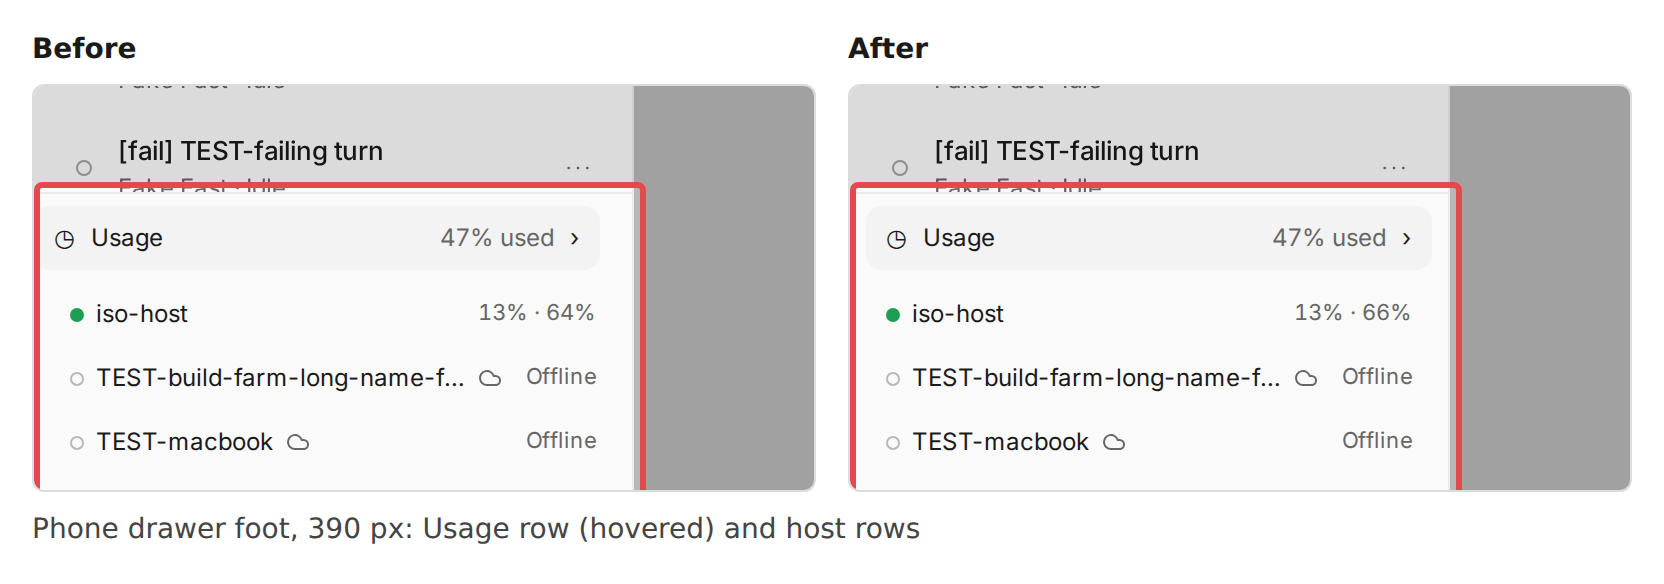 Before
[fail] TEST-failing turn
...
Usage 47% used ›
iso-host 13% · 64%
TEST-build-farm-long-name-f... Offline
TEST-macbook Offline
After
[fail] TEST-failing turn
...
Usage 47% used ›
iso-host 13% · 66%
TEST-build-farm-long-name-f... Offline
TEST-macbook Offline
Phone drawer foot, 390 px: Usage row (hovered) and host rows